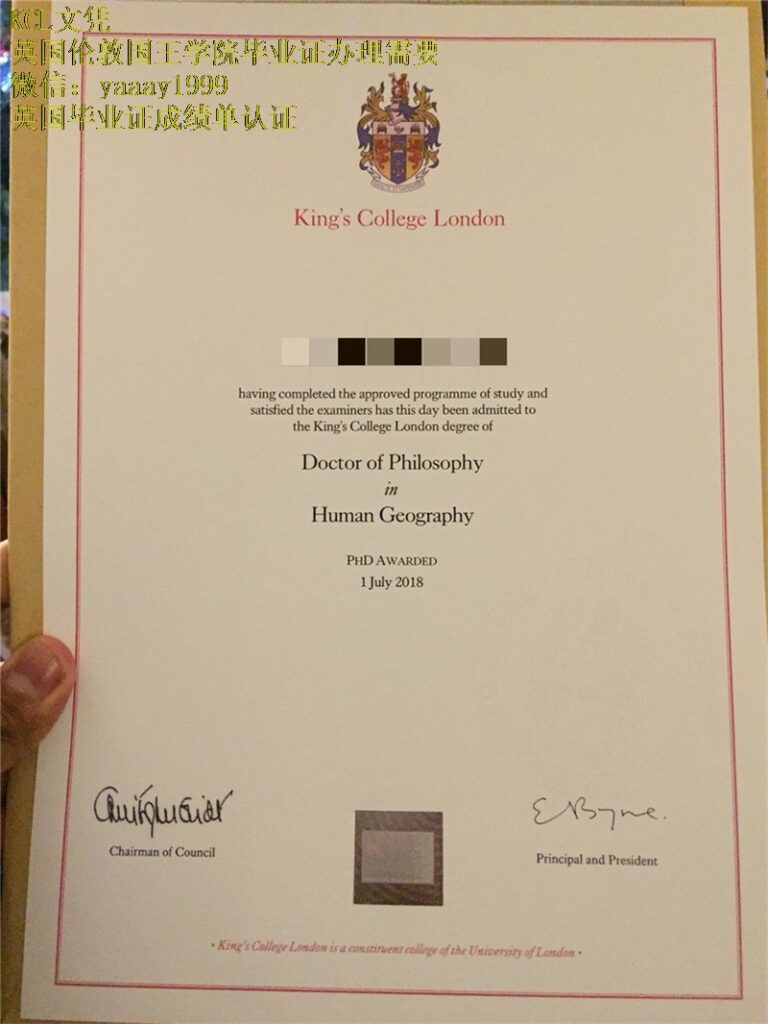 KCL文凭
英国伦敦国王学院毕业证办理需要
微信：yaaay1999
英国毕业证成绩单认证
King's College London
having completed the approved programme of study and
satisfied the examiners has this day been admitted to
the King's College London degree of
Doctor of Philosophy
in
Human Geography
PHD AWARDED
1 July 2018
E Byrne.
Chairman of Council
Principal and President
• King's College London is a constituent college of the University of London •